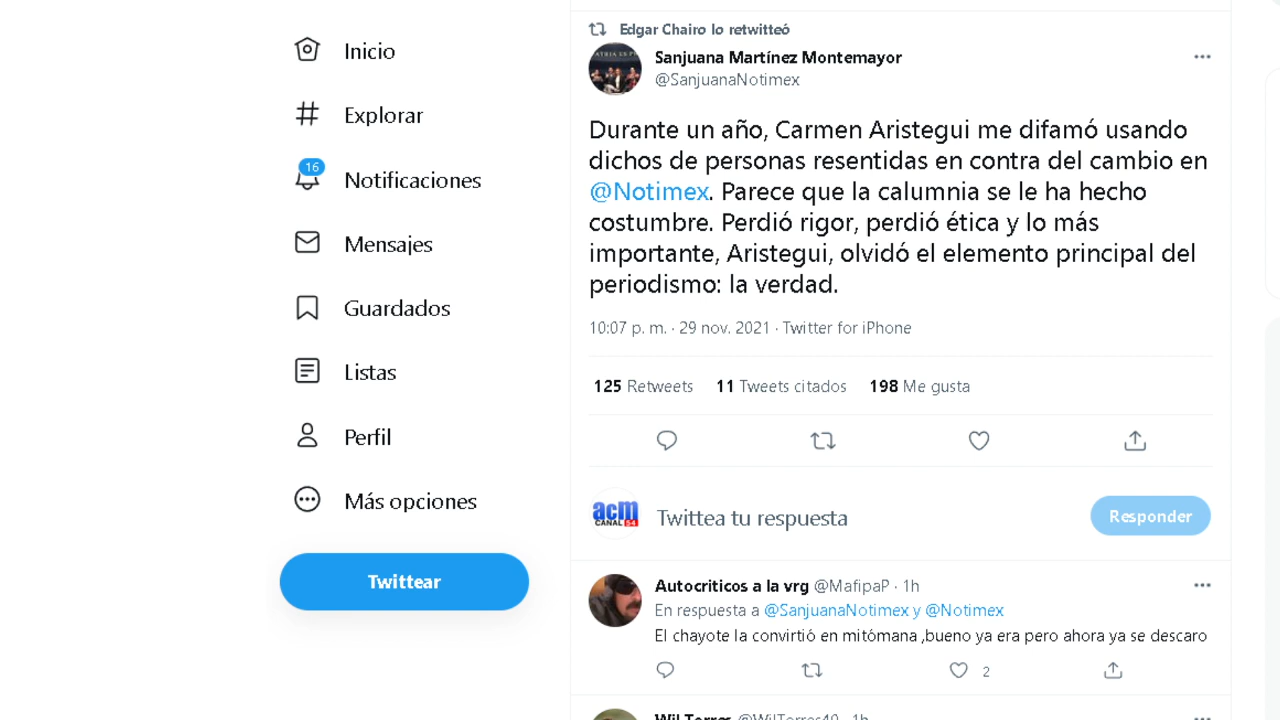 Inicio
Explorar
16
Notificaciones
Mensajes
Guardados
Listas
Perfil
Más opciones
Twittear
Edgar Chairo lo retwitteó
Sanjuana Martínez Montemayor
@SanjuanaNotimex
Durante un año, Carmen Aristegui me difamó usando
dichos de personas resentidas en contra del cambio en
@Notimex. Parece que la calumnia se le ha hecho
costumbre. Perdió rigor, perdió ética y lo más
importante, Aristegui, olvidó el elemento principal del
periodismo: la verdad.
10:07 p. m. · 29 nov. 2021 · Twitter for iPhone
125 Retweets 11 Tweets citados 198 Me gusta
acm
CANAL 54
Twittea tu respuesta
Responder
Autocriticos a la vrg @MafipaP · 1h
En respuesta a @SanjuanaNotimex y @Notimex
El chayote la convirtió en mitómana ,bueno ya era pero ahora ya se descaro
2
Wil Torres @WilTorres40 · 1h